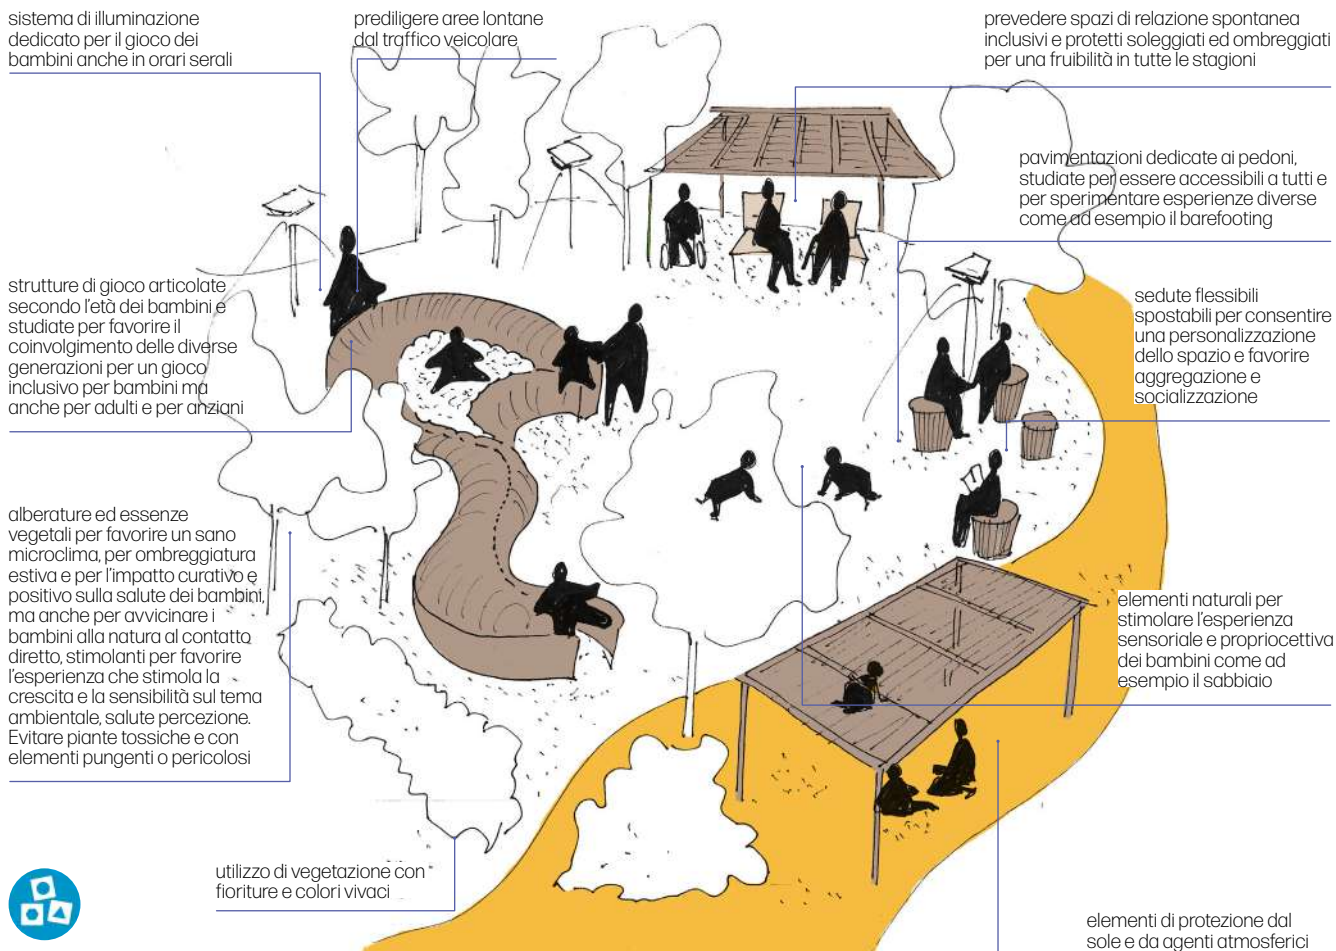 sistema di illuminazione
dedicato per il gioco dei
bambini anche in orari serali
prediligere aree lontane
dal traffico veicolare
prevedere spazi di relazione spontanea
inclusivi e protetti soleggiati ed ombreggiati
per una fruibilità in tutte le stagioni
pavimentazioni dedicate ai pedoni,
studiate per essere accessibili a tutti e
per sperimentare esperienze diverse
come ad esempio il barefooting
strutture di gioco articolate
secondo l'età dei bambini e
studiate per favorire il
coinvolgimento delle diverse
generazioni per un gioco
inclusivo per bambini ma
anche per adulti e per anziani
sedute flessibili
spostabili per consentire
una personalizzazione
dello spazio e favorire
aggregazione e
socializzazione
alberature ed essenze
vegetali per favorire un sano
microclima, per ombreggiatura
estiva e per l'impatto curativo e
positivo sulla salute dei bambini,
ma anche per avvicinare i
bambini alla natura al contatto
diretto, stimolanti per favorire
l'esperienza che stimola la
crescita e la sensibilità sul tema
ambientale, salute percezione.
Evitare piante tossiche e con
elementi pungenti o pericolosi
elementi naturali per
stimolare l'esperienza
sensoriale e propriocettiva
dei bambini come ad
esempio il sabbiaio
utilizzo di vegetazione con
fioriture e colori vivaci
elementi di protezione dal
sole e da agenti atmosferici